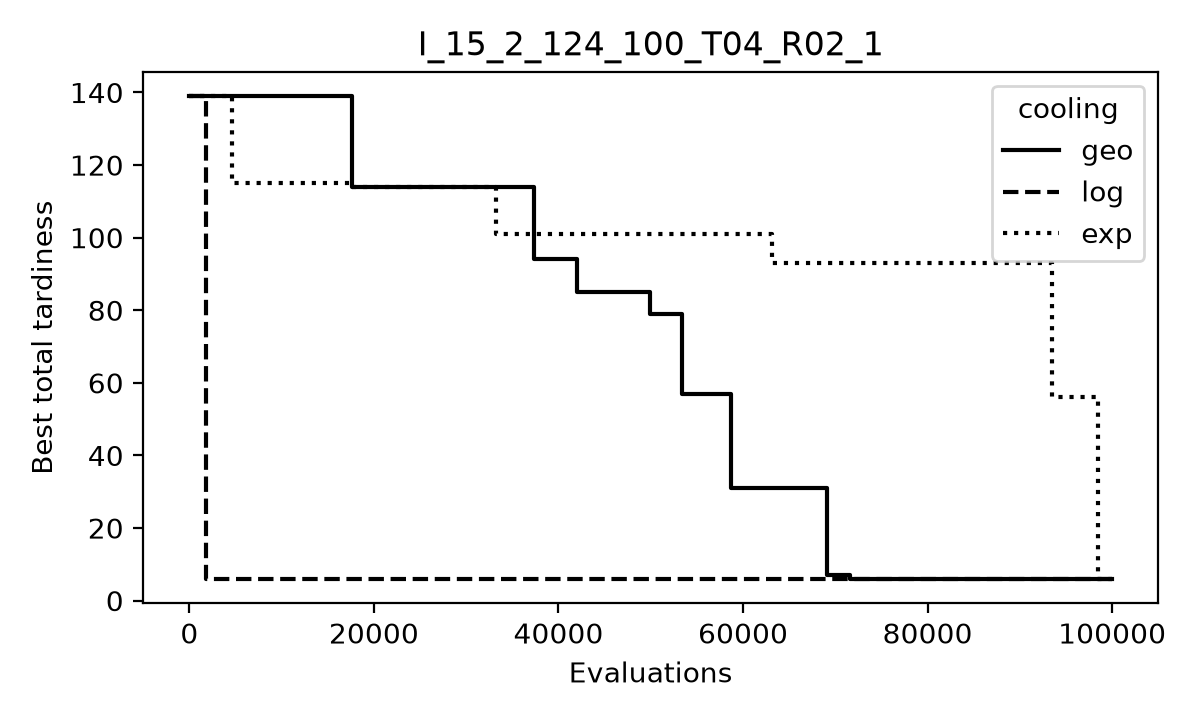 I_15_2_124_100_T04_R02_1
Best total tardiness
140
120
100
80
60
40
20
0
cooling
geo
log
exp
0 20000 40000 60000 80000 100000
Evaluations